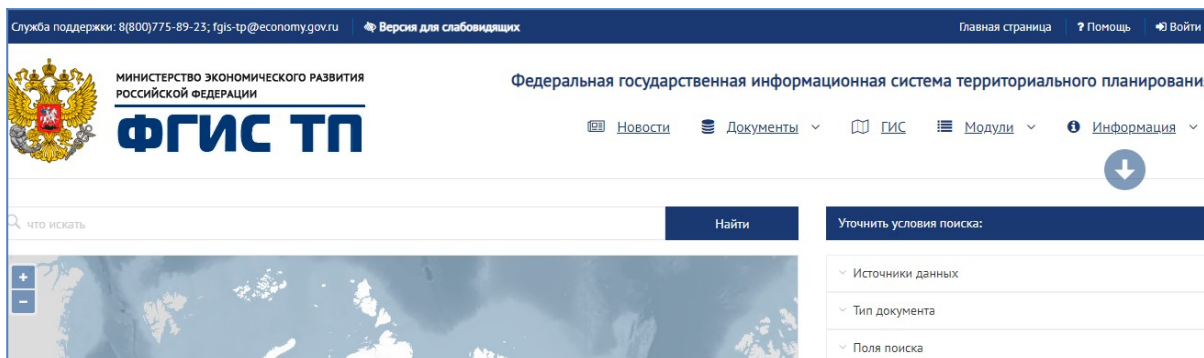 Служба поддержки: 8(800)775-89-23; fgis-tp@economy.gov.ru Версия для слабовидящих Главная страница ? Помощь Войти
МИНИСТЕРСТВО ЭКОНОМИЧЕСКОГО РАЗВИТИЯ
РОССИЙСКОЙ ФЕДЕРАЦИИ
ФГИС ТП
Федеральная государственная информационная система территориального планировани
Новости Документы ГИС Модули Информация
что искать Найти
Уточнить условия поиска:
+
−
Источники данных
Тип документа
Поля поиска